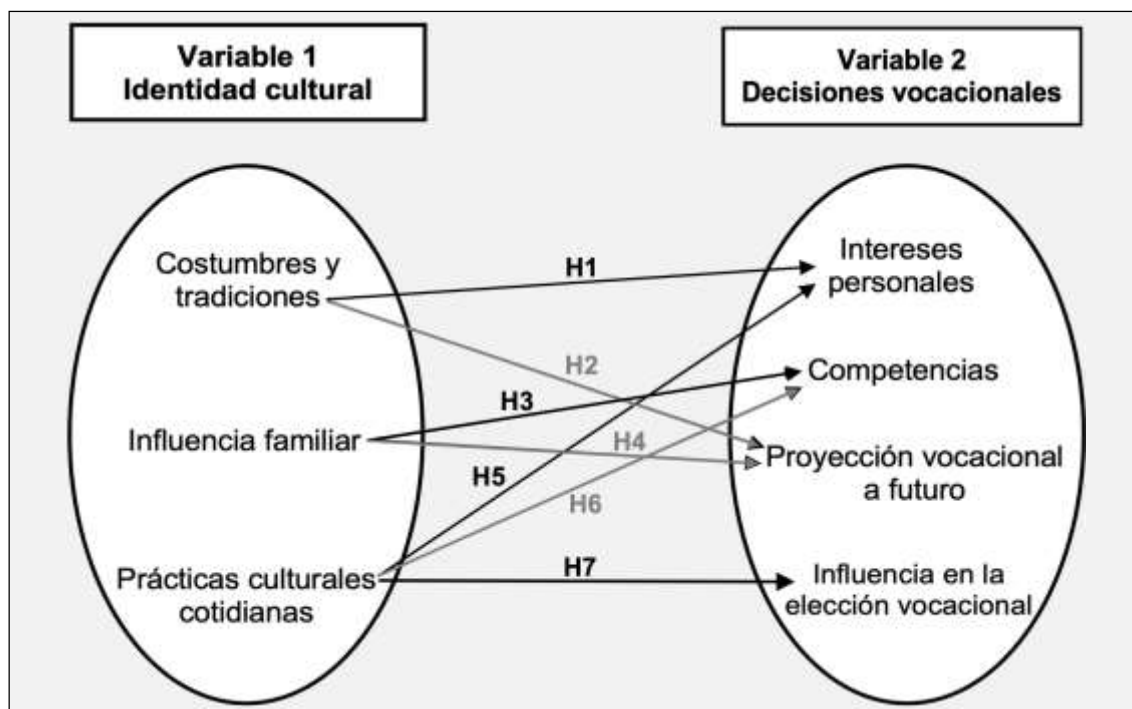 Variable 1
Identidad cultural
Variable 2
Decisiones vocacionales
Costumbres y
tradiciones
Influencia familiar
Prácticas culturales
cotidianas
H1
H2
H3
H4
H5
H6
H7
Intereses
personales
Competencias
Proyección vocacional
a futuro
Influencia en la
elección vocacional